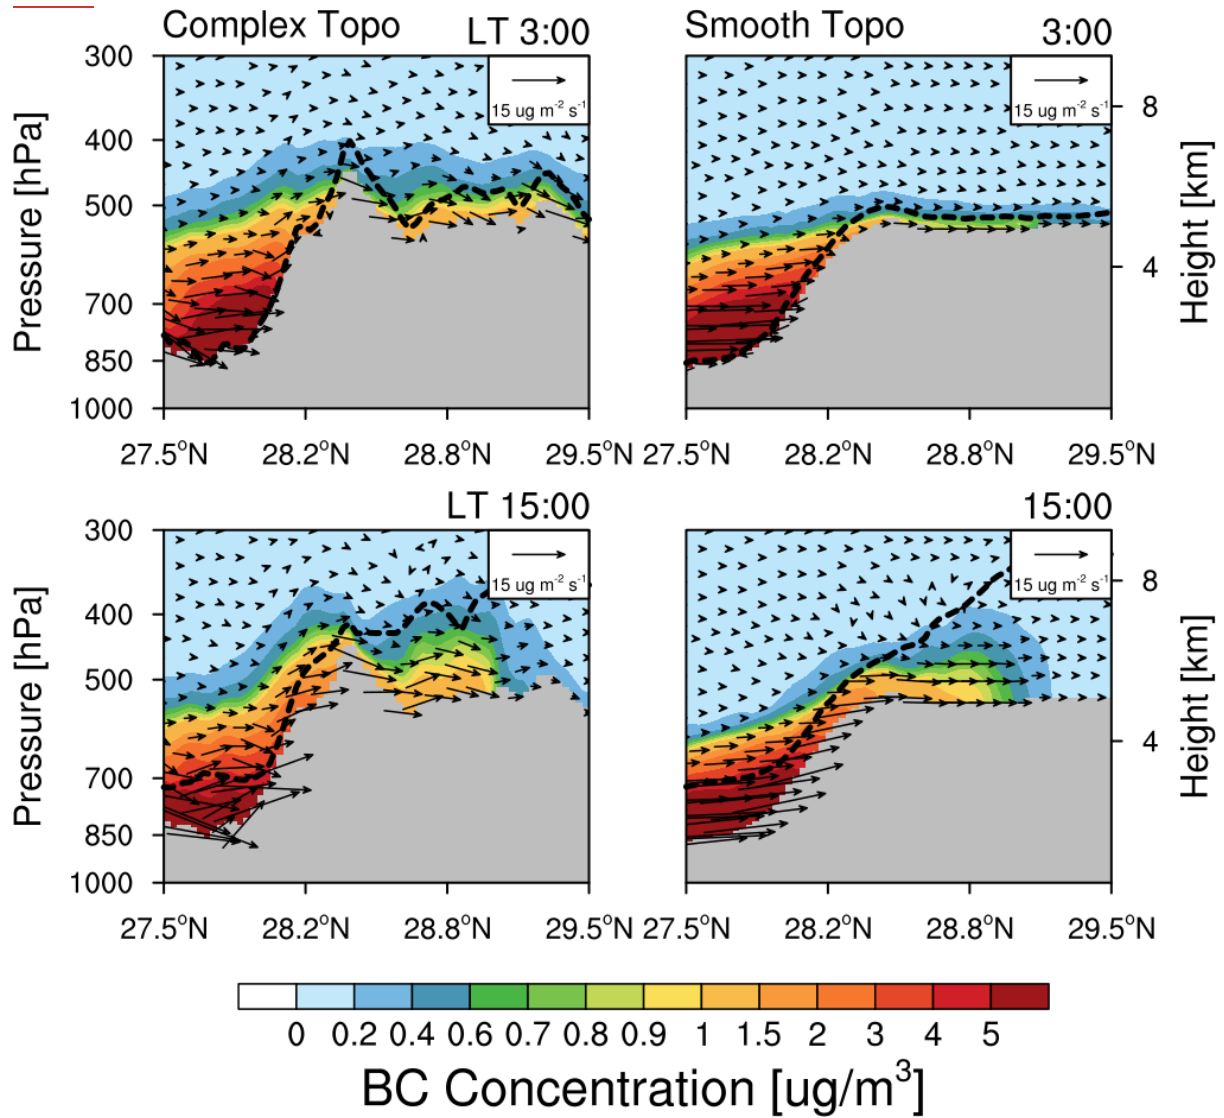 Complex Topo LT 3:00
Smooth Topo 3:00
Pressure [hPa]
300
400
500
700
850
1000
15 ug m⁻² s⁻¹
15 ug m⁻² s⁻¹
8
4
Height [km]
27.5°N 28.2°N 28.8°N 29.5°N
27.5°N 28.2°N 28.8°N 29.5°N
LT 15:00
15:00
Pressure [hPa]
300
400
500
700
850
1000
15 ug m⁻² s⁻¹
15 ug m⁻² s⁻¹
8
4
Height [km]
27.5°N 28.2°N 28.8°N 29.5°N
27.5°N 28.2°N 28.8°N 29.5°N
0 0.2 0.4 0.6 0.7 0.8 0.9 1 1.5 2 3 4 5
BC Concentration [ug/m³]